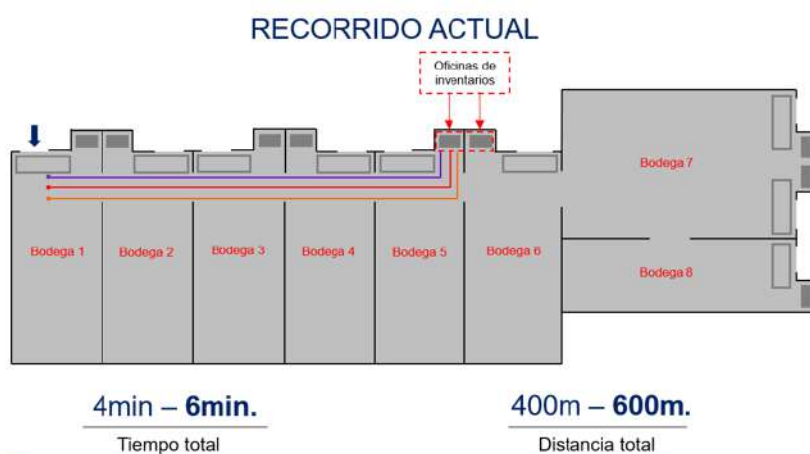 RECORRIDO ACTUAL
Oficinas de
inventarios
Bodega 7
Bodega 1
Bodega 2
Bodega 3
Bodega 4
Bodega 5
Bodega 6
Bodega 8
4min – 6min.
400m – 600m.
Tiempo total
Distancia total